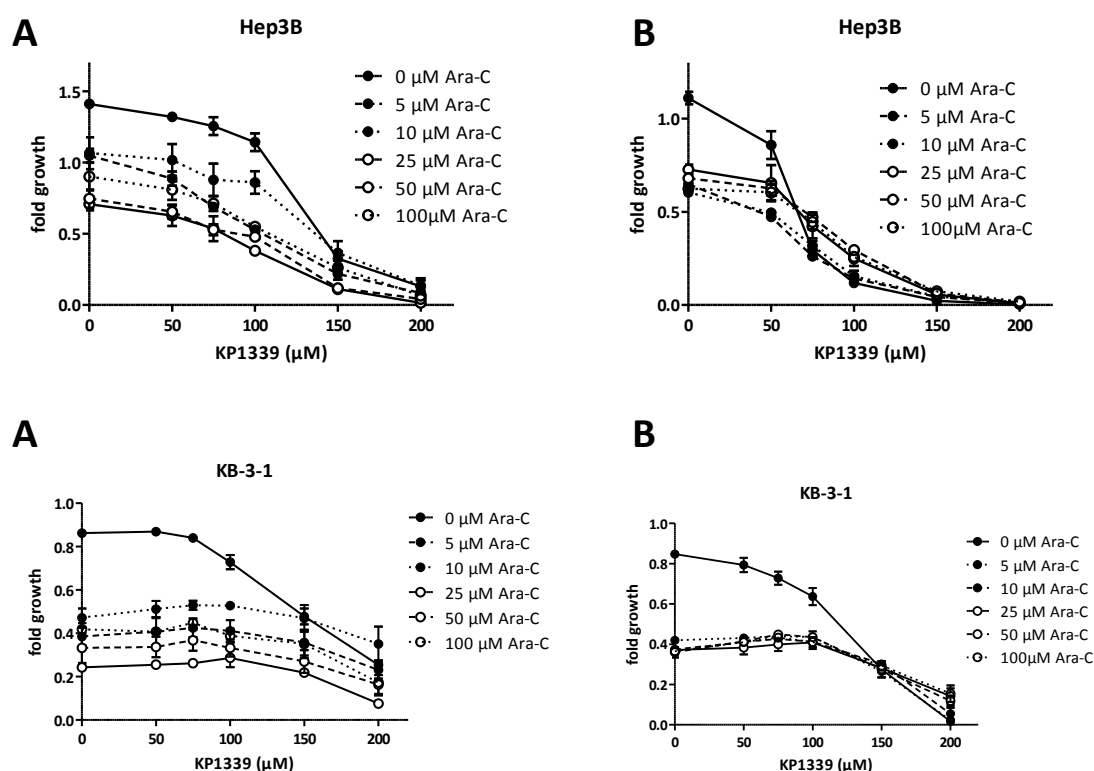 A
Hep3B
fold growth
1.5
1.0
0.5
0.0
0 µM Ara-C
5 µM Ara-C
10 µM Ara-C
25 µM Ara-C
50 µM Ara-C
100µM Ara-C
0 50 100 150 200
KP1339 (µM)
B
Hep3B
fold growth
1.0
0.5
0.0
0 µM Ara-C
5 µM Ara-C
10 µM Ara-C
25 µM Ara-C
50 µM Ara-C
100µM Ara-C
0 50 100 150 200
KP1339 (µM)
A
KB-3-1
fold growth
1.0
0.8
0.6
0.4
0.2
0.0
0 µM Ara-C
5 µM Ara-C
10 µM Ara-C
25 µM Ara-C
50 µM Ara-C
100 µM Ara-C
0 50 100 150 200
KP1339 (µM)
B
KB-3-1
fold growth
1.0
0.8
0.6
0.4
0.2
0.0
0 µM Ara-C
5 µM Ara-C
10 µM Ara-C
25 µM Ara-C
50 µM Ara-C
100µM Ara-C
0 50 100 150 200
KP1339 (µM)